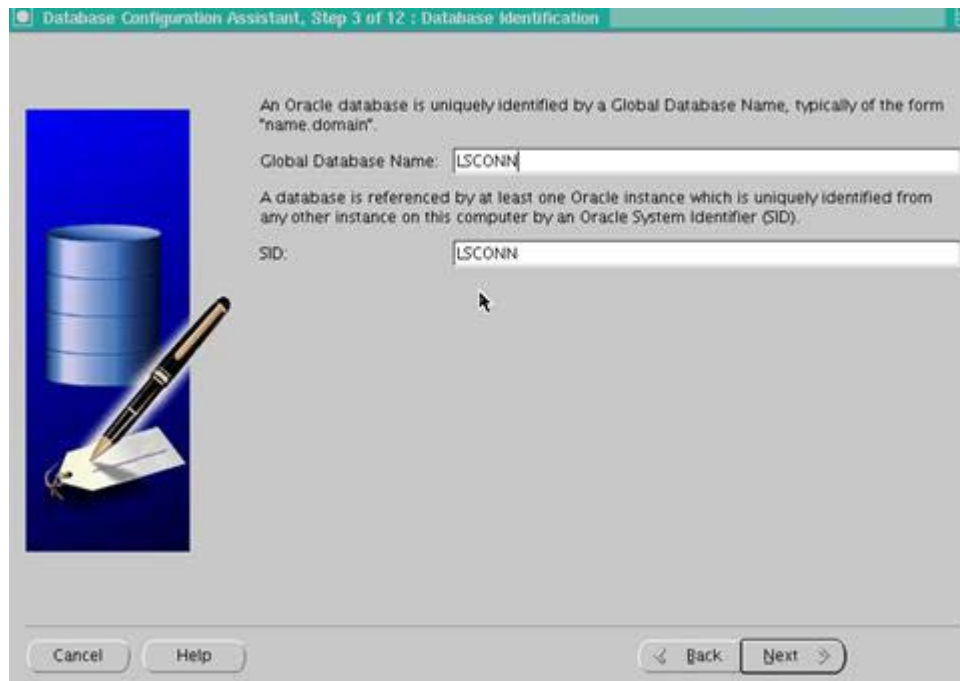 Database Configuration Assistant, Step 3 of 12 : Database Identification
An Oracle database is uniquely identified by a Global Database Name, typically of the form
"name.domain".
Global Database Name: LSCONN
A database is referenced by at least one Oracle instance which is uniquely identified from
any other instance on this computer by an Oracle System Identifier (SID).
SID: LSCONN
Cancel Help Back Next